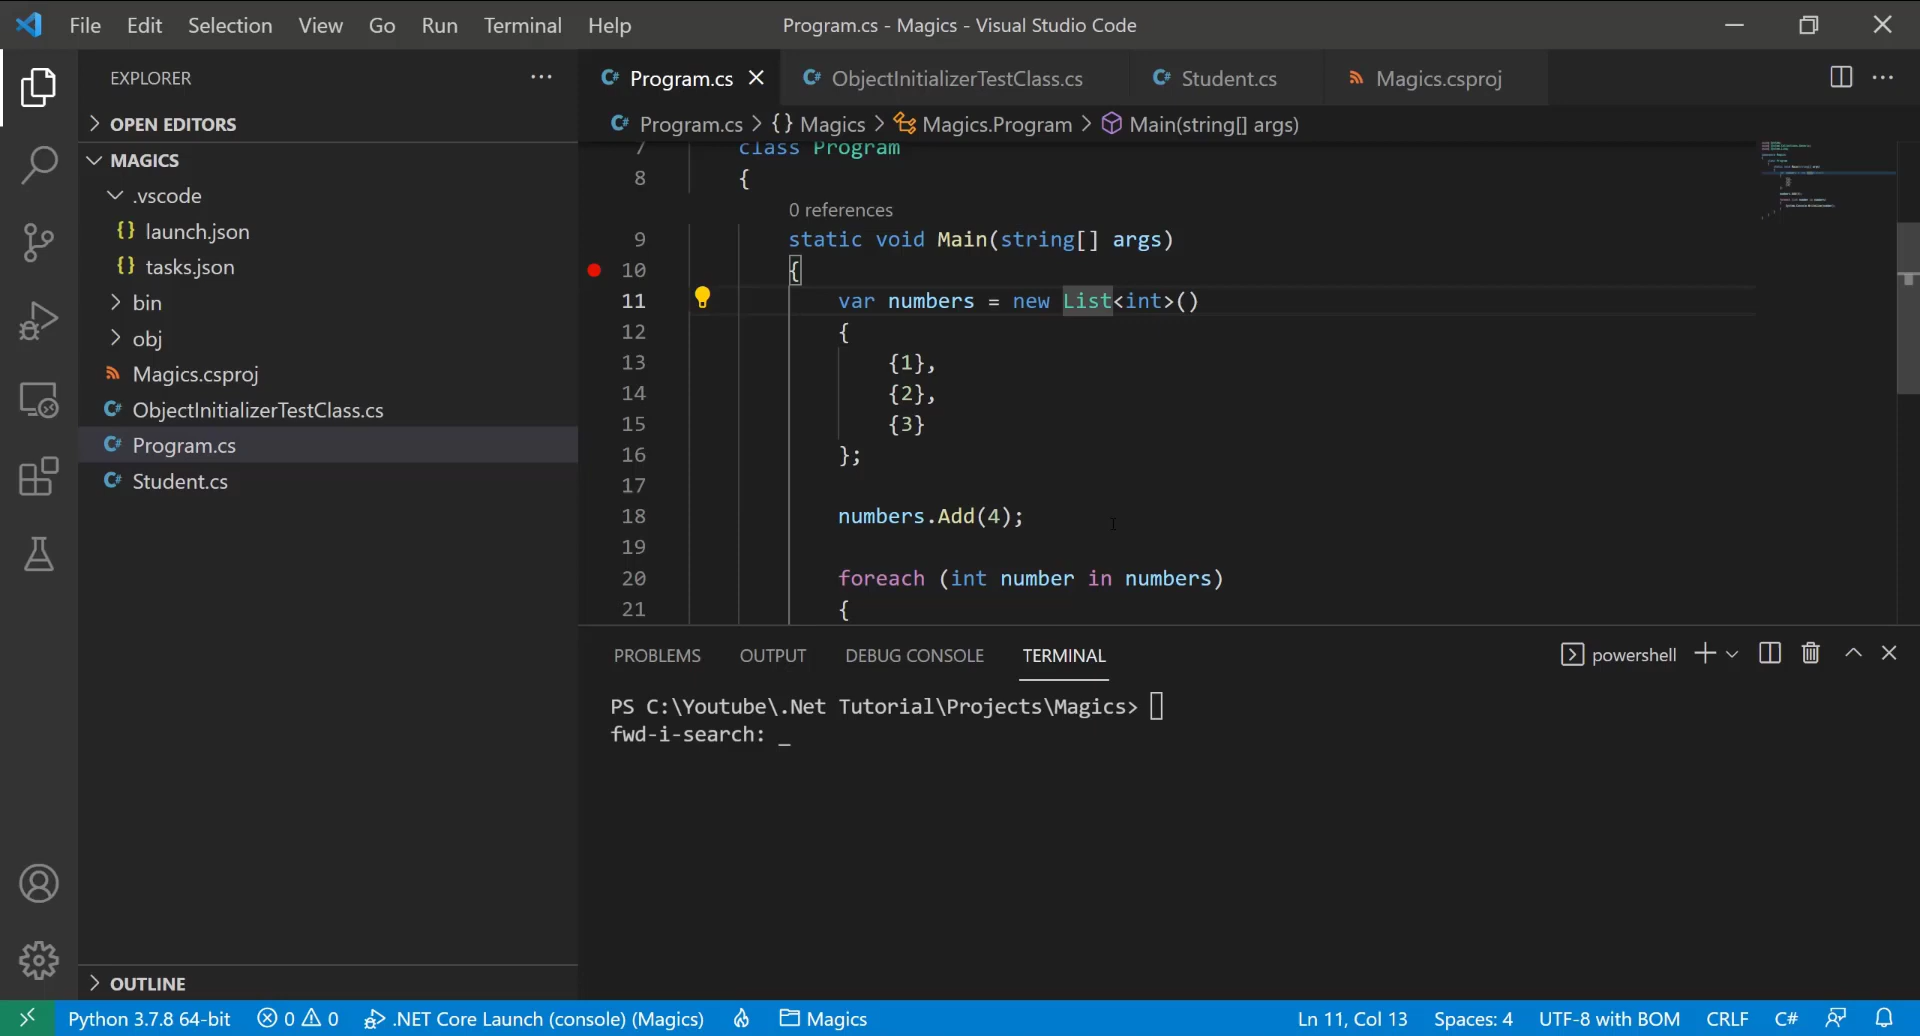 File Edit Selection View Go Run Terminal Help Program.cs - Magics - Visual Studio Code
EXPLORER
OPEN EDITORS
MAGICS
.vscode
{} launch.json
{} tasks.json
bin
obj
Magics.csproj
C# ObjectInitializerTestClass.cs
C# Program.cs
C# Student.cs
OUTLINE
C# Program.cs C# ObjectInitializerTestClass.cs C# Student.cs Magics.csproj
C# Program.cs > {} Magics > Magics.Program > Main(string[] args)
7 class Program
8 {
0 references
9 static void Main(string[] args)
10 {
11 var numbers = new List<int>()
12 {
13 {1},
14 {2},
15 {3}
16 };
17
18 numbers.Add(4);
19
20 foreach (int number in numbers)
21 {
PROBLEMS OUTPUT DEBUG CONSOLE TERMINAL powershell
PS C:\Youtube\.Net Tutorial\Projects\Magics>
fwd-i-search: _
Python 3.7.8 64-bit 0 0 .NET Core Launch (console) (Magics) Magics Ln 11, Col 13 Spaces: 4 UTF-8 with BOM CRLF C#